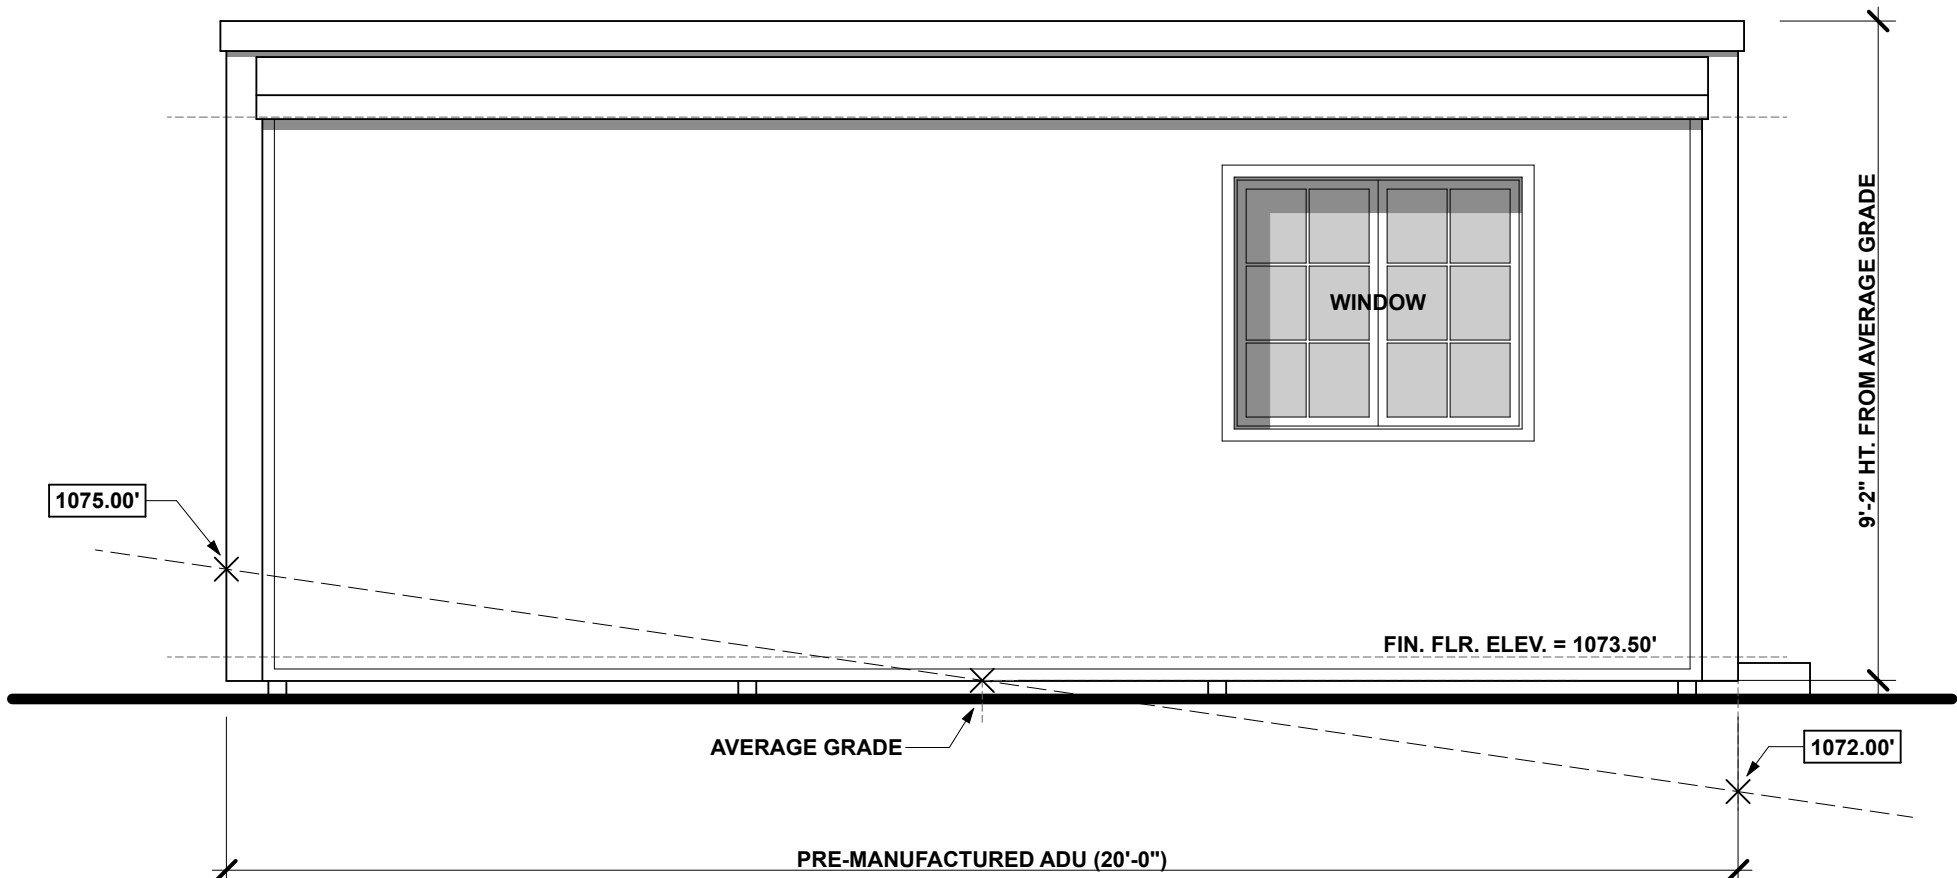 9'-2" HT. FROM AVERAGE GRADE
WINDOW
1075.00'
FIN. FLR. ELEV. = 1073.50'
AVERAGE GRADE
1072.00'
PRE-MANUFACTURED ADU (20'-0")